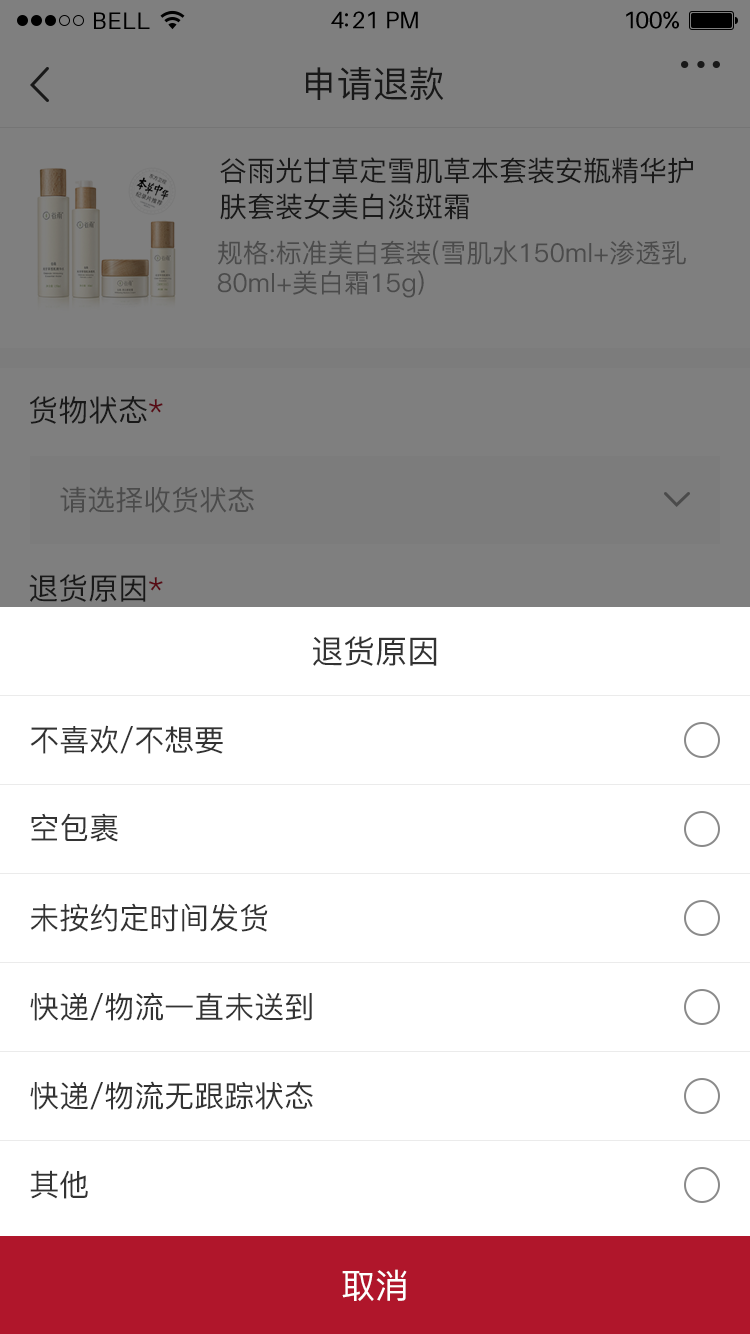 BELL
4:21 PM
100%
申请退款
谷雨光甘草定雪肌草本套装安瓶精华护
肤套装女美白淡斑霜
规格:标准美白套装(雪肌水150ml+渗透乳
80ml+美白霜15g)
货物状态*
请选择收货状态
退货原因*
退货原因
不喜欢/不想要
空包裹
未按约定时间发货
快递/物流一直未送到
快递/物流无跟踪状态
其他
取消